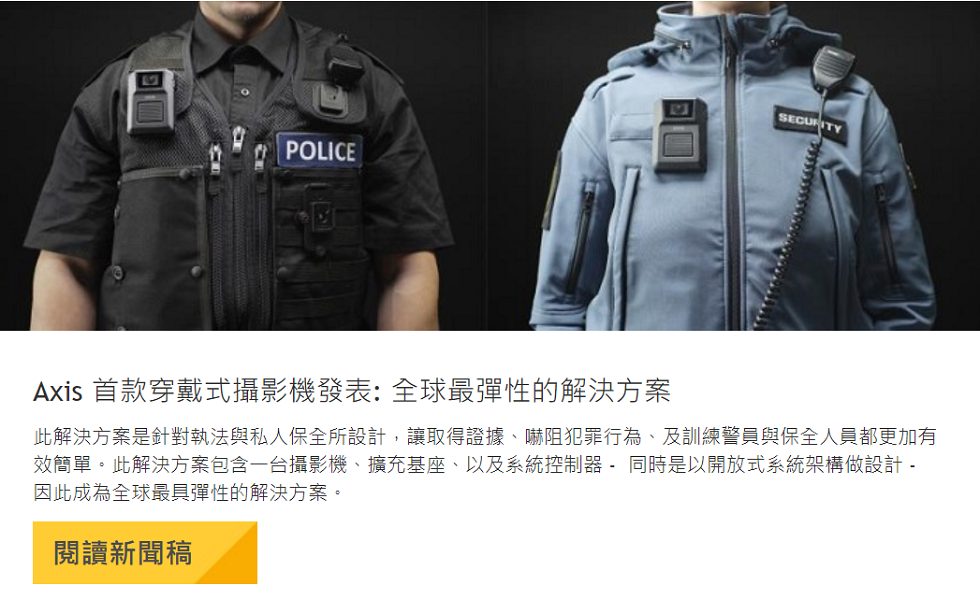 POLICE
SECURITY
Axis 首款穿戴式攝影機發表: 全球最彈性的解決方案
此解決方案是針對執法與私人保全所設計，讓取得證據、嚇阻犯罪行為、及訓練警員與保全人員都更加有
效簡單。此解決方案包含一台攝影機、擴充基座、以及系統控制器 - 同時是以開放式系統架構做設計 -
因此成為全球最具彈性的解決方案。
閱讀新聞稿